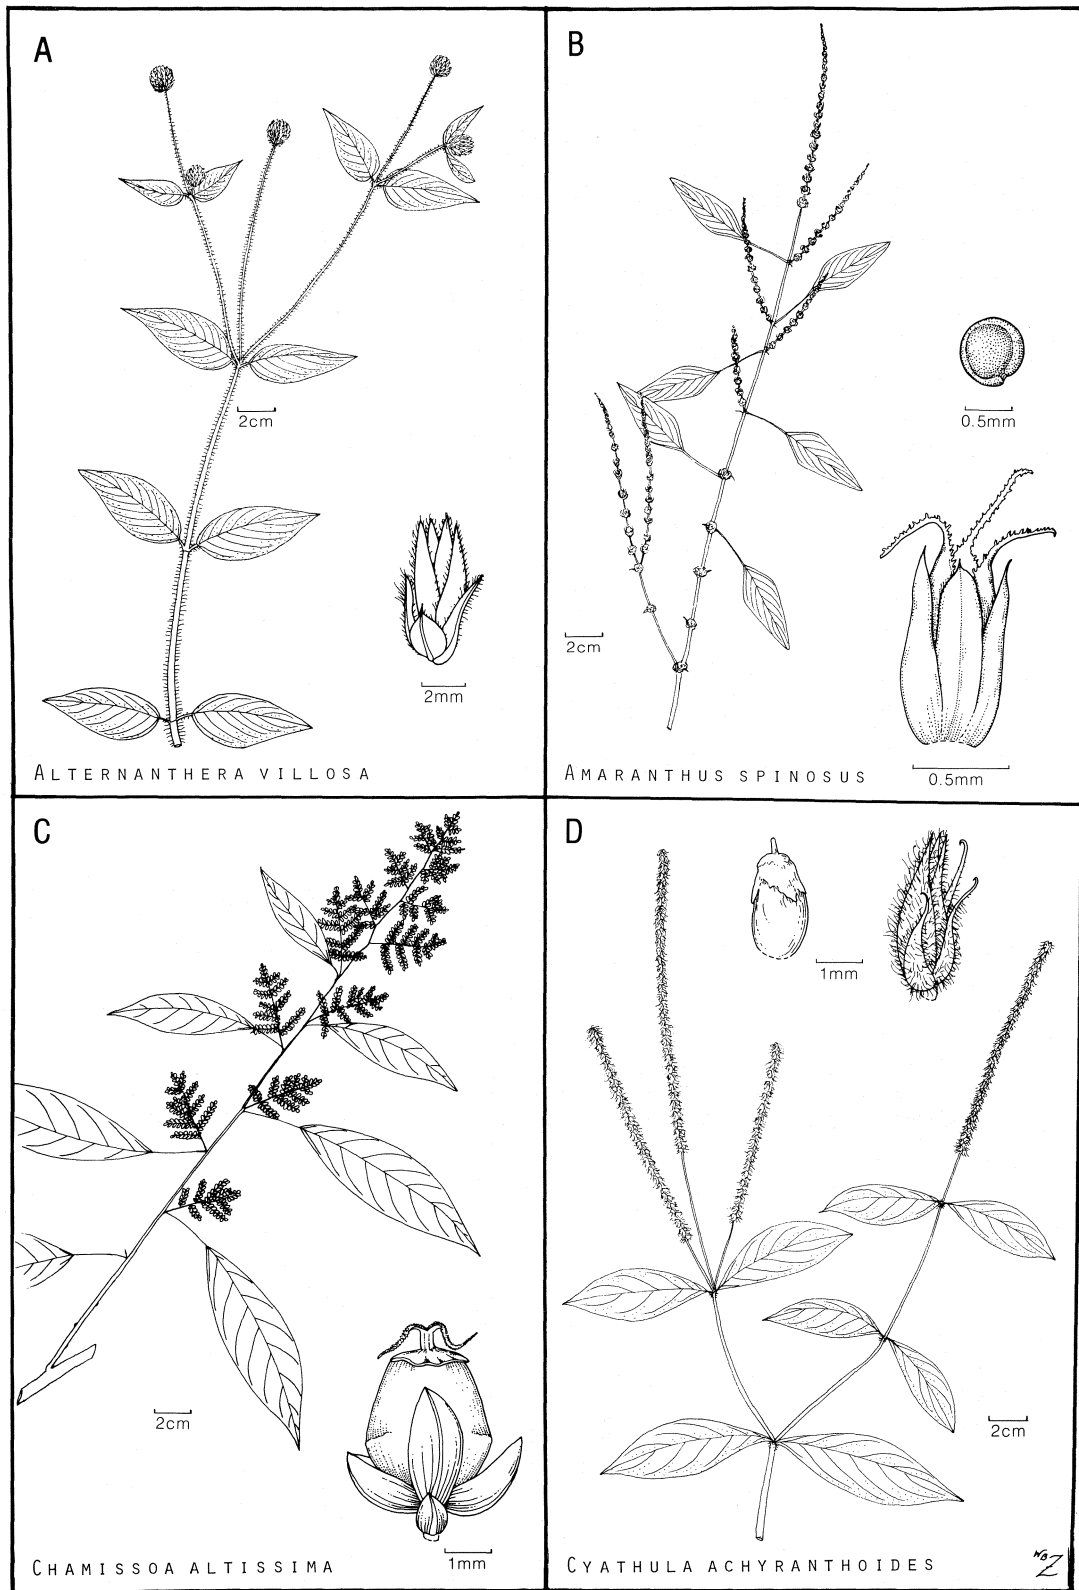 A
2cm
2mm
ALTERNANTHERA VILLOSA
B
0.5mm
2cm
0.5mm
AMARANTHUS SPINOSUS
C
2cm
1mm
CHAMISSOA ALTISSIMA
D
1mm
2cm
CYATHULA ACHYRANTHOIDES
WBZ